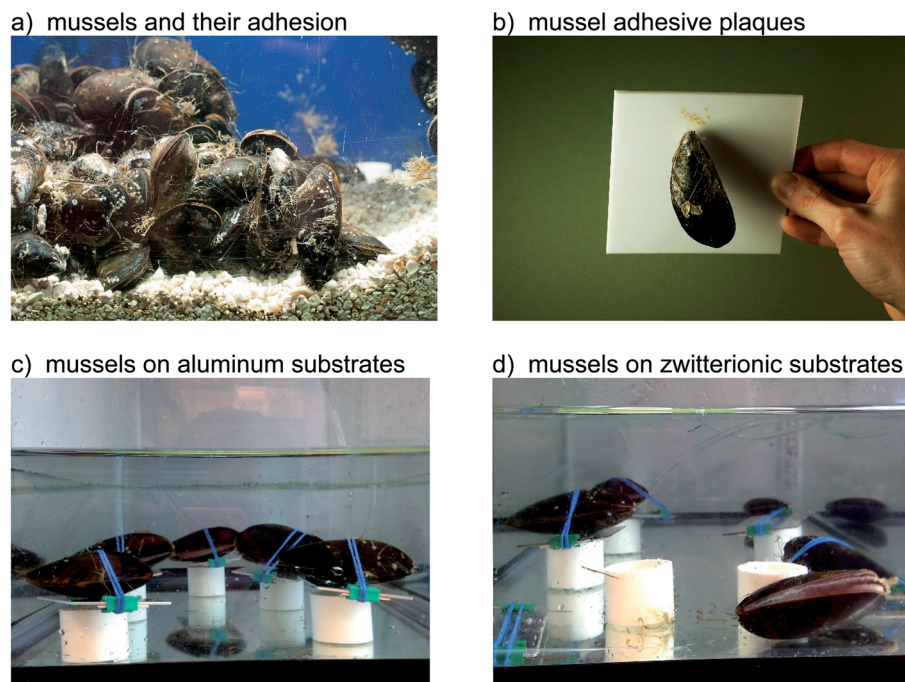 a) mussels and their adhesion
b) mussel adhesive plaques
c) mussels on aluminum substrates
d) mussels on zwitterionic substrates